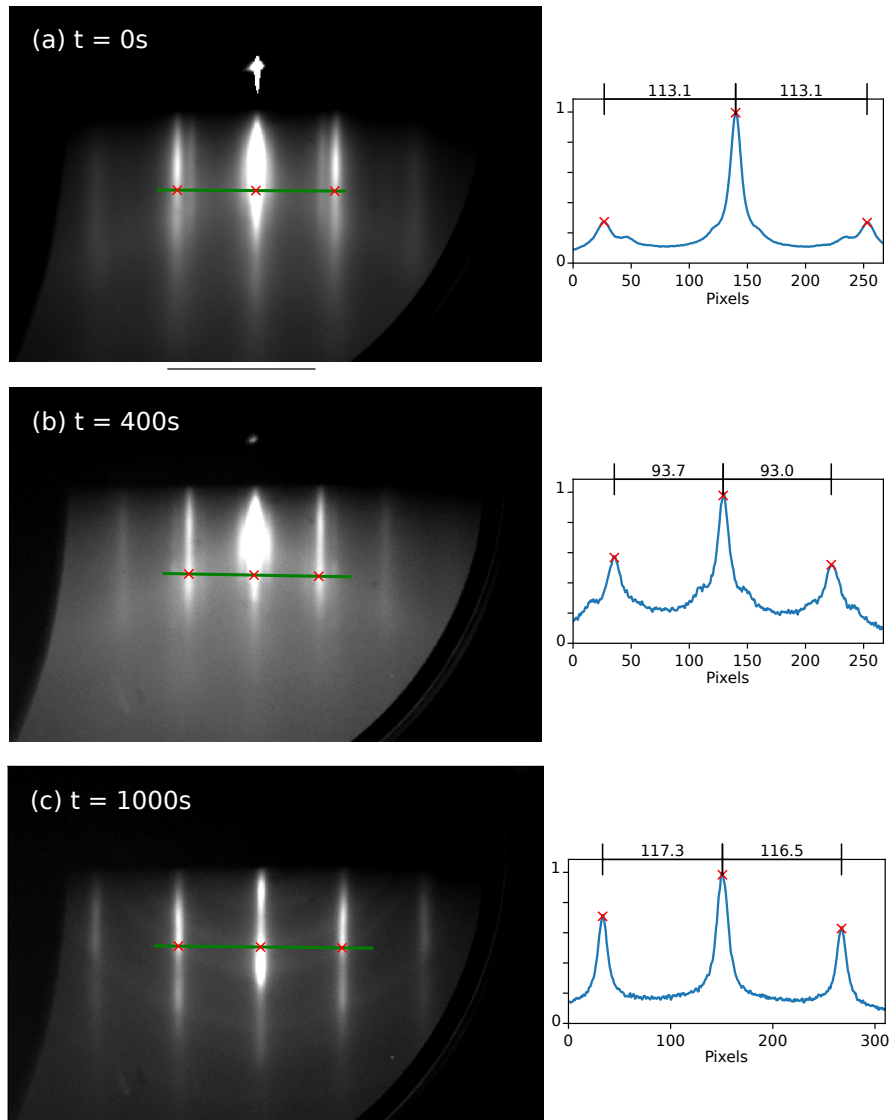 (a) t = 0s
113.1 113.1
1
0
0 50 100 150 200 250
Pixels
(b) t = 400s
93.7 93.0
1
0
0 50 100 150 200 250
Pixels
(c) t = 1000s
117.3 116.5
1
0
0 100 200 300
Pixels